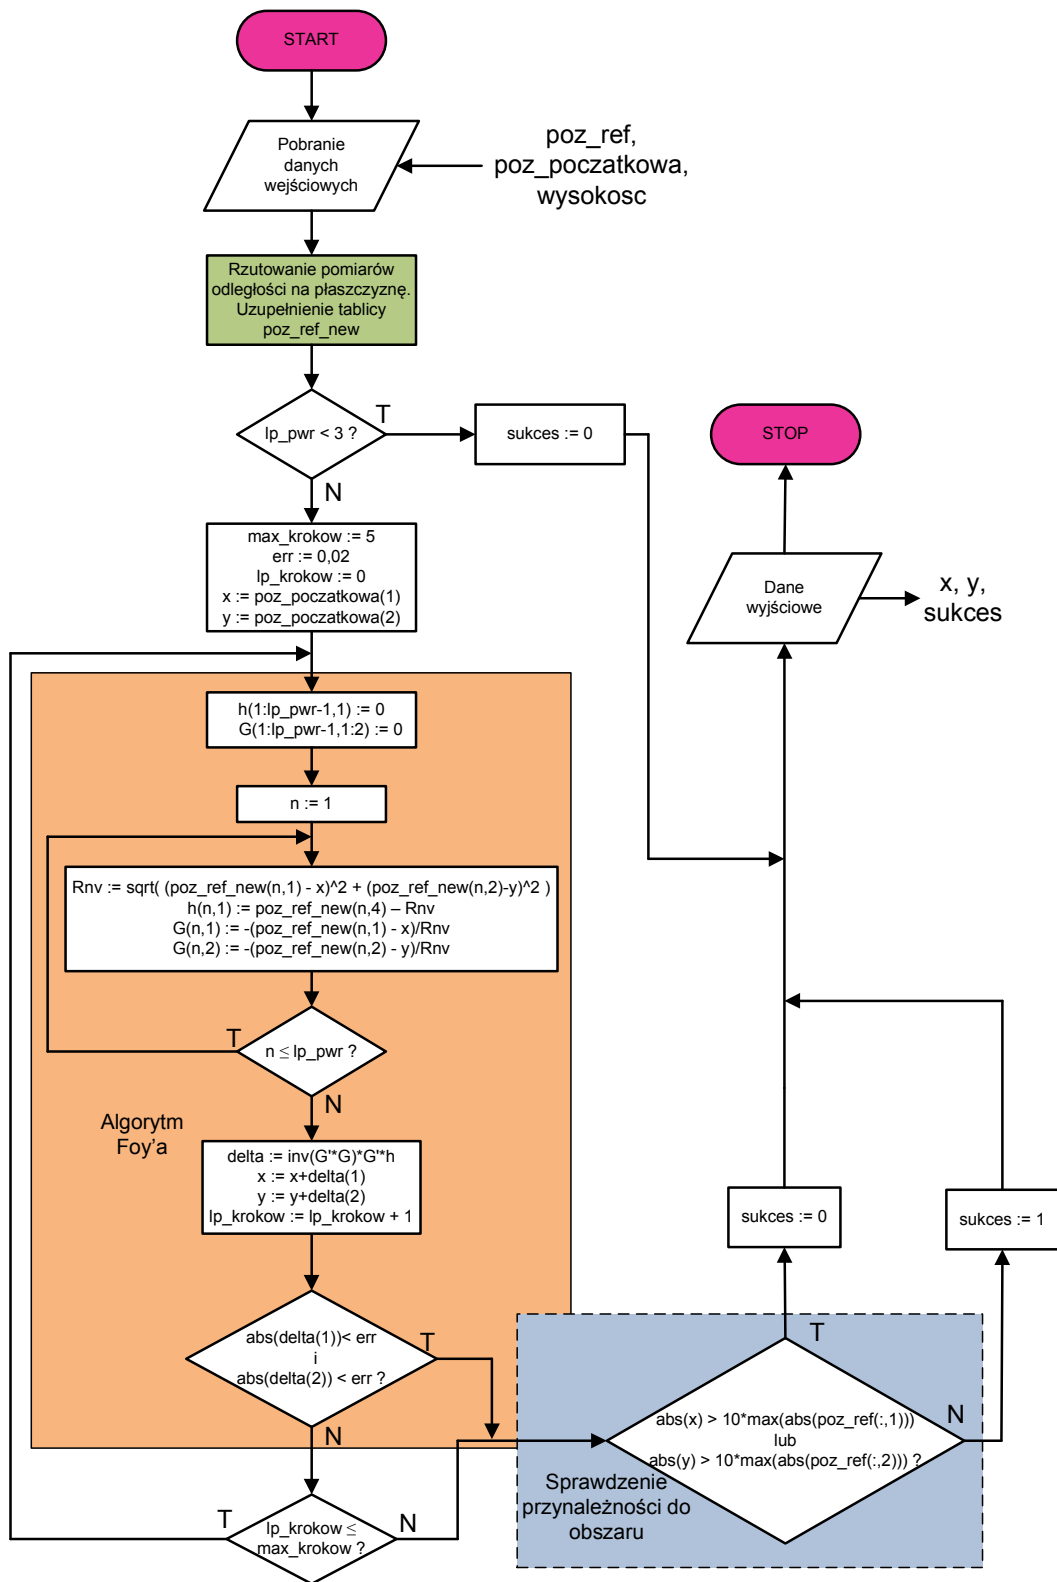 START
Pobranie
danych
wejściowych
poz_ref,
poz_poczatkowa,
wysokosc
Rzutowanie pomiarów
odległości na płaszczyznę.
Uzupełnienie tablicy
poz_ref_new
lp_pwr < 3 ?
T
N
sukces := 0
STOP
max_krokow := 5
err := 0,02
lp_krokow := 0
x := poz_poczatkowa(1)
y := poz_poczatkowa(2)
Dane
wyjściowe
x, y,
sukces
h(1:lp_pwr-1,1) := 0
G(1:lp_pwr-1,1:2) := 0
n := 1
Rnv := sqrt( (poz_ref_new(n,1) - x)^2 + (poz_ref_new(n,2)-y)^2 )
h(n,1) := poz_ref_new(n,4) – Rnv
G(n,1) := -(poz_ref_new(n,1) - x)/Rnv
G(n,2) := -(poz_ref_new(n,2) - y)/Rnv
T
n ≤ lp_pwr ?
N
Algorytm
Foy'a
delta := inv(G'*G)*G'*h
x := x+delta(1)
y := y+delta(2)
lp_krokow := lp_krokow + 1
abs(delta(1))< err
i
abs(delta(2)) < err ?
T
N
T
lp_krokow ≤
max_krokow ?
N
sukces := 0
sukces := 1
T
abs(x) > 10*max(abs(poz_ref(:,1)))
lub
abs(y) > 10*max(abs(poz_ref(:,2))) ?
N
Sprawdzenie
przynależności do
obszaru